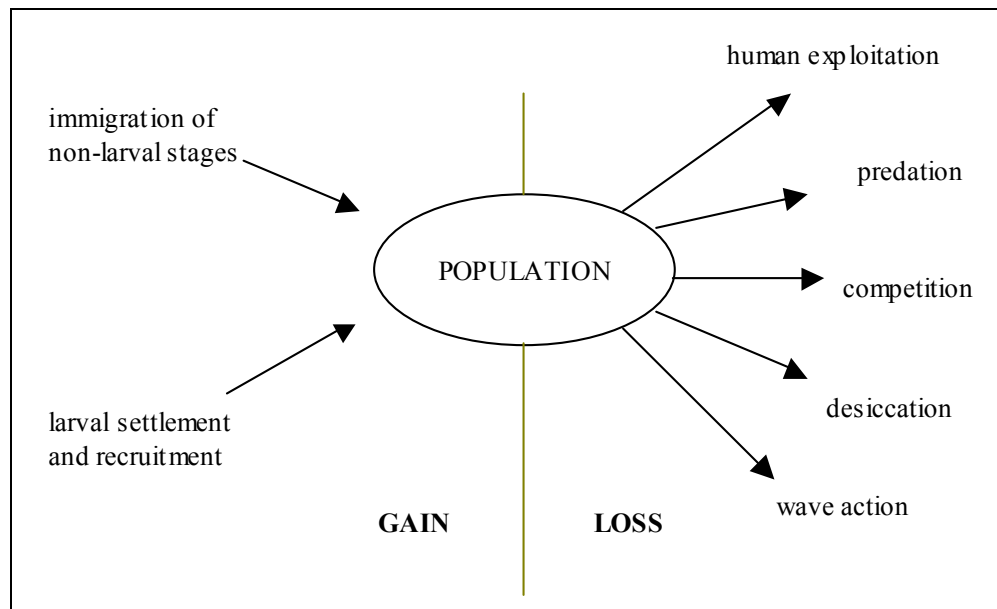 human exploitation
immigration of
non-larval stages
predation
POPULATION
competition
larval settlement
and recruitment
desiccation
wave action
GAIN
LOSS